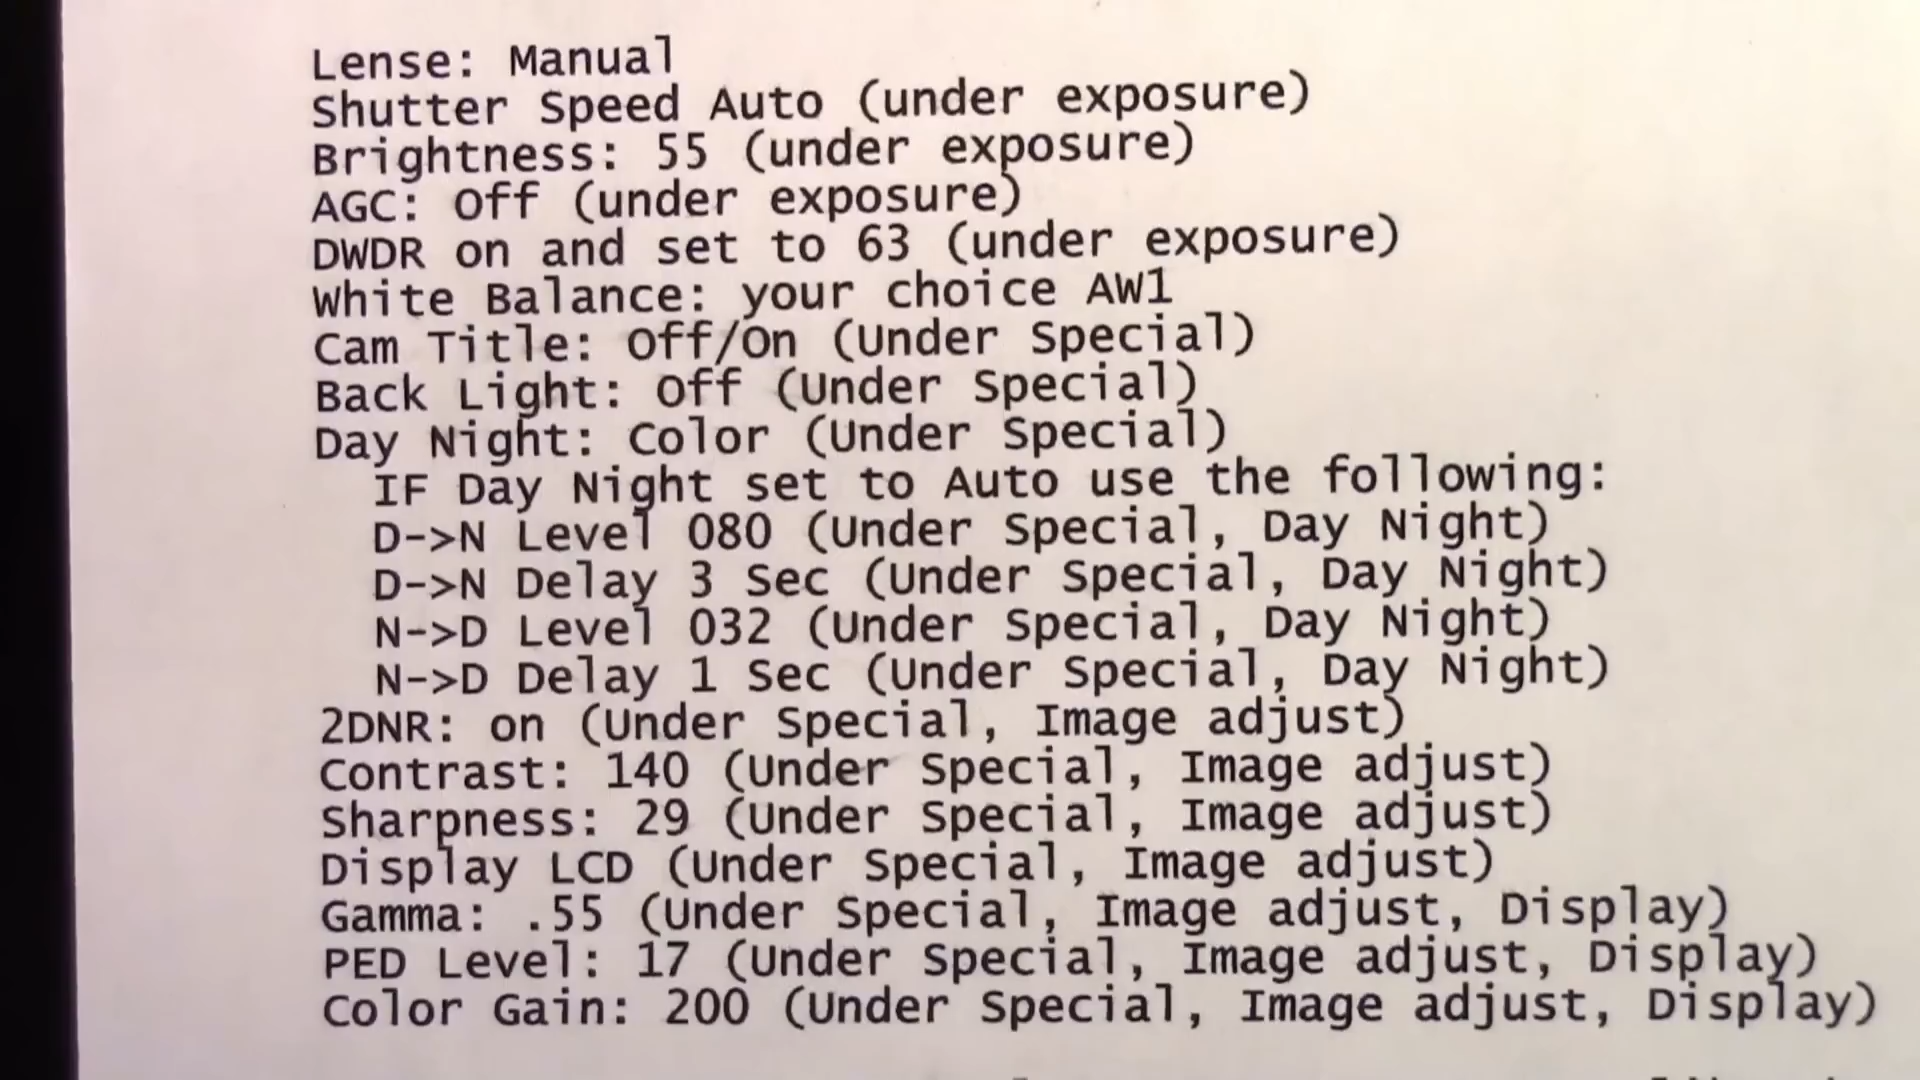 Lense: Manual
Shutter Speed Auto (under exposure)
Brightness: 55 (under exposure)
AGC: Off (under exposure)
DWDR on and set to 63 (under exposure)
White Balance: your choice AW1
Cam Title: Off/On (Under Special)
Back Light: Off (Under Special)
Day Night: Color (Under Special)
IF Day Night set to Auto use the following:
D->N Level 080 (Under Special, Day Night)
D->N Delay 3 Sec (Under Special, Day Night)
N->D Level 032 (Under Special, Day Night)
N->D Delay 1 Sec (Under Special, Day Night)
2DNR: on (Under Special, Image adjust)
Contrast: 140 (Under Special, Image adjust)
Sharpness: 29 (Under Special, Image adjust)
Display LCD (Under Special, Image adjust)
Gamma: .55 (Under Special, Image adjust, Display)
PED Level: 17 (Under Special, Image adjust, Display)
Color Gain: 200 (Under Special, Image adjust, Display)